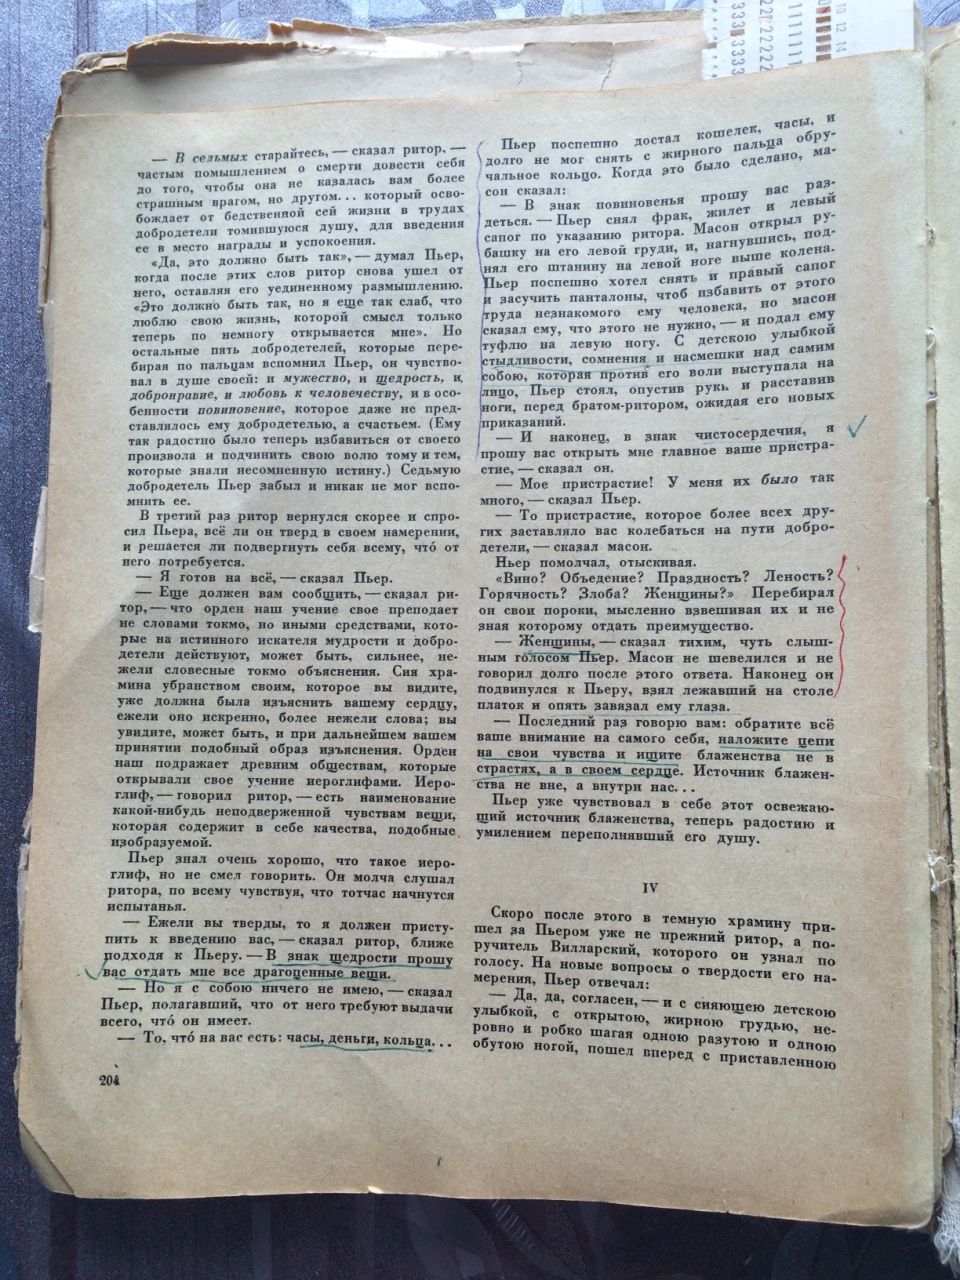 — В сельмых старайтесь, — сказал ритор, —
частым помышлением о смерти довести себя
до того, чтобы она не казалась вам более
страшным врагом, но другом... который осво-
бождает от бедственной сей жизни в трудах
добродетели томившуюся душу, для введения
ее в место награды и успокоения.
«Да, это должно быть так», — думал Пьер,
когда после этих слов ритор снова ушел от
него, оставляя его уединенному размышлению.
«Это должно быть так, но я еще так слаб, что
люблю свою жизнь, которой смысл только
теперь по немногу открывается мне». Но
остальные пять добродетелей, которые пере-
бирая по пальцам вспомнил Пьер, он чувство-
вал в душе своей: и мужество, и щедрость, и
добронравие, и любовь к человечеству, и в осо-
бенности повиновение, которое даже не пред-
ставлялось ему добродетелью, а счастьем. (Ему
так радостно было теперь избавиться от своего
произвола и подчинить свою волю тому и тем,
которые знали несомненную истину.) Седьмую
добродетель Пьер забыл и никак не мог вспо-
мнить ее.
В третий раз ритор вернулся скорее и спро-
сил Пьера, всё ли он тверд в своем намерении,
и решается ли подвергнуть себя всему, что́ от
него потребуется.
— Я готов на всё, — сказал Пьер.
— Еще должен вам сообщить, — сказал ри-
тор, — что орден наш учение свое преподает
не словами токмо, но иными средствами, кото-
рые на истинного искателя мудрости и добро-
детели действуют, может быть, сильнее, не-
жели словесные токмо объяснения. Сия хра-
мина убранством своим, которое вы видите,
уже должна была изъяснить вашему сердцу,
ежели оно искренно, более нежели слова; вы
увидите, может быть, и при дальнейшем вашем
принятии подобный образ изъяснения. Орден
наш подражает древним обществам, которые
открывали свое учение иероглифами. Иеро-
глиф, — говорил ритор, — есть наименование
какой-нибудь неподверженной чувствам вещи,
которая содержит в себе качества, подобные
изобразуемой.
Пьер знал очень хорошо, что такое иеро-
глиф, но не смел говорить. Он молча слушал
ритора, по всему чувствуя, что тотчас начнутся
испытанья.
— Ежели вы тверды, то я должен присту-
пить к введению вас, — сказал ритор, ближе
подходя к Пьеру. — В знак щедрости прошу
вас отдать мне все драгоценные вещи.
— Но я с собою ничего не имею, — сказал
Пьер, полагавший, что от него требуют выдачи
всего, что́ он имеет.
— То, что́ на вас есть: часы, деньги, кольца...
204
Пьер поспешно достал кошелек, часы, и
долго не мог снять с жирного пальца обру-
чальное кольцо. Когда это было сделано, ма-
сон сказал:
— В знак повиновенья прошу вас раз-
деться. — Пьер снял фрак, жилет и левый
сапог по указанию ритора. Масон открыл ру-
башку на его левой груди, и, нагнувшись, под-
нял его штанину на левой ноге выше колена.
Пьер поспешно хотел снять и правый сапог
и засучить панталоны, чтоб избавить от этого
труда незнакомого ему человека, но масон
сказал ему, что этого не нужно, — и подал ему
туфлю на левую ногу. С детскою улыбкой
стыдливости, сомнения и насмешки над самим
собою, которая против его воли выступала на
лицо, Пьер стоял, опустив рукь и расставив
ноги, перед братом-ритором, ожидая его новых
приказаний.
— И наконец, в знак чистосердечия, я
прошу вас открыть мне главное ваше пристра-
стие, — сказал он.
— Мое пристрастие! У меня их было так
много, — сказал Пьер.
— То пристрастие, которое более всех дру-
гих заставляло вас колебаться на пути добро-
детели, — сказал масон.
Ньер помолчал, отыскивая.
«Вино? Объедение? Праздность? Леность?
Горячность? Злоба? Женщины?» Перебирал
он свои пороки, мысленно взвешивая их и не
зная которому отдать преимущество.
— Женщины, — сказал тихим, чуть слыш-
ным голосом Пьер. Масон не шевелился и не
говорил долго после этого ответа. Наконец он
подвинулся к Пьеру, взял лежавший на столе
платок и опять завязал ему глаза.
— Последний раз говорю вам: обратите всё
ваше внимание на самого себя, наложите цепи
на свои чувства и ищите блаженства не в
страстях, а в своем сердце. Источник блажен-
ства не вне, а внутри нас...
Пьер уже чувствовал в себе этот освежаю-
щий источник блаженства, теперь радостию и
умилением переполнявший его душу.
IV
Скоро после этого в темную храмину при-
шел за Пьером уже не прежний ритор, а по-
ручитель Вилларский, которого он узнал по
голосу. На новые вопросы о твердости его на-
мерения, Пьер отвечал:
— Да, да, согласен, — и с сияющею детскою
улыбкой, с открытою, жирною грудью, не-
ровно и робко шагая одною разутою и одною
обутою ногой, пошел вперед с приставленною